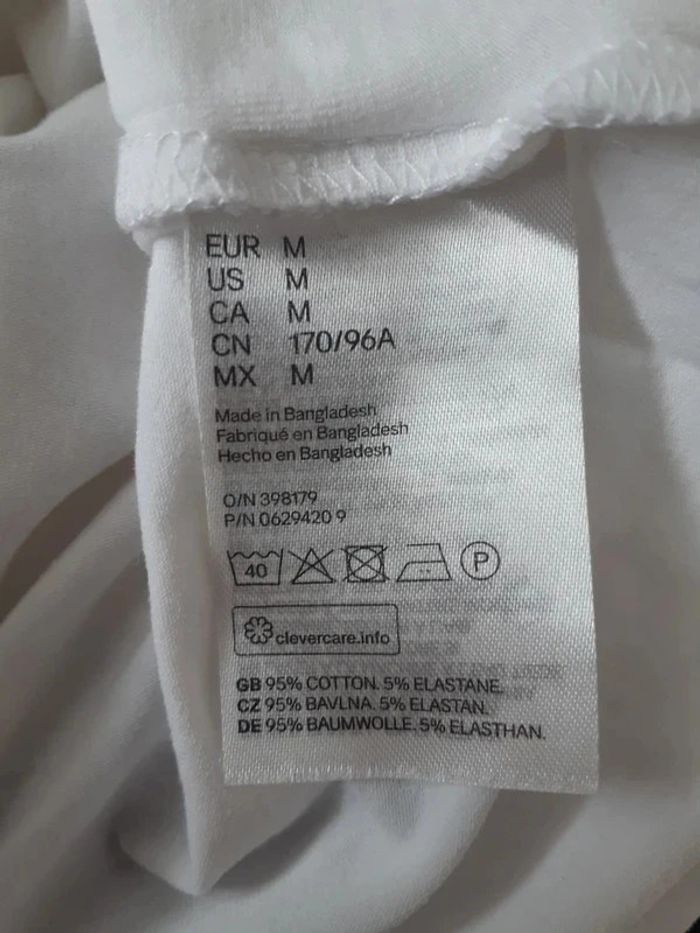 EUR M
US M
CA M
CN 170/96A
MX M
Made in Bangladesh
Fabriqué en Bangladesh
Hecho en Bangladesh
O/N 398179
P/N 0629420 9
40 P
clevercare.info
GB 95% COTTON. 5% ELASTANE.
CZ 95% BAVLNA. 5% ELASTAN.
DE 95% BAUMWOLLE. 5% ELASTHAN.